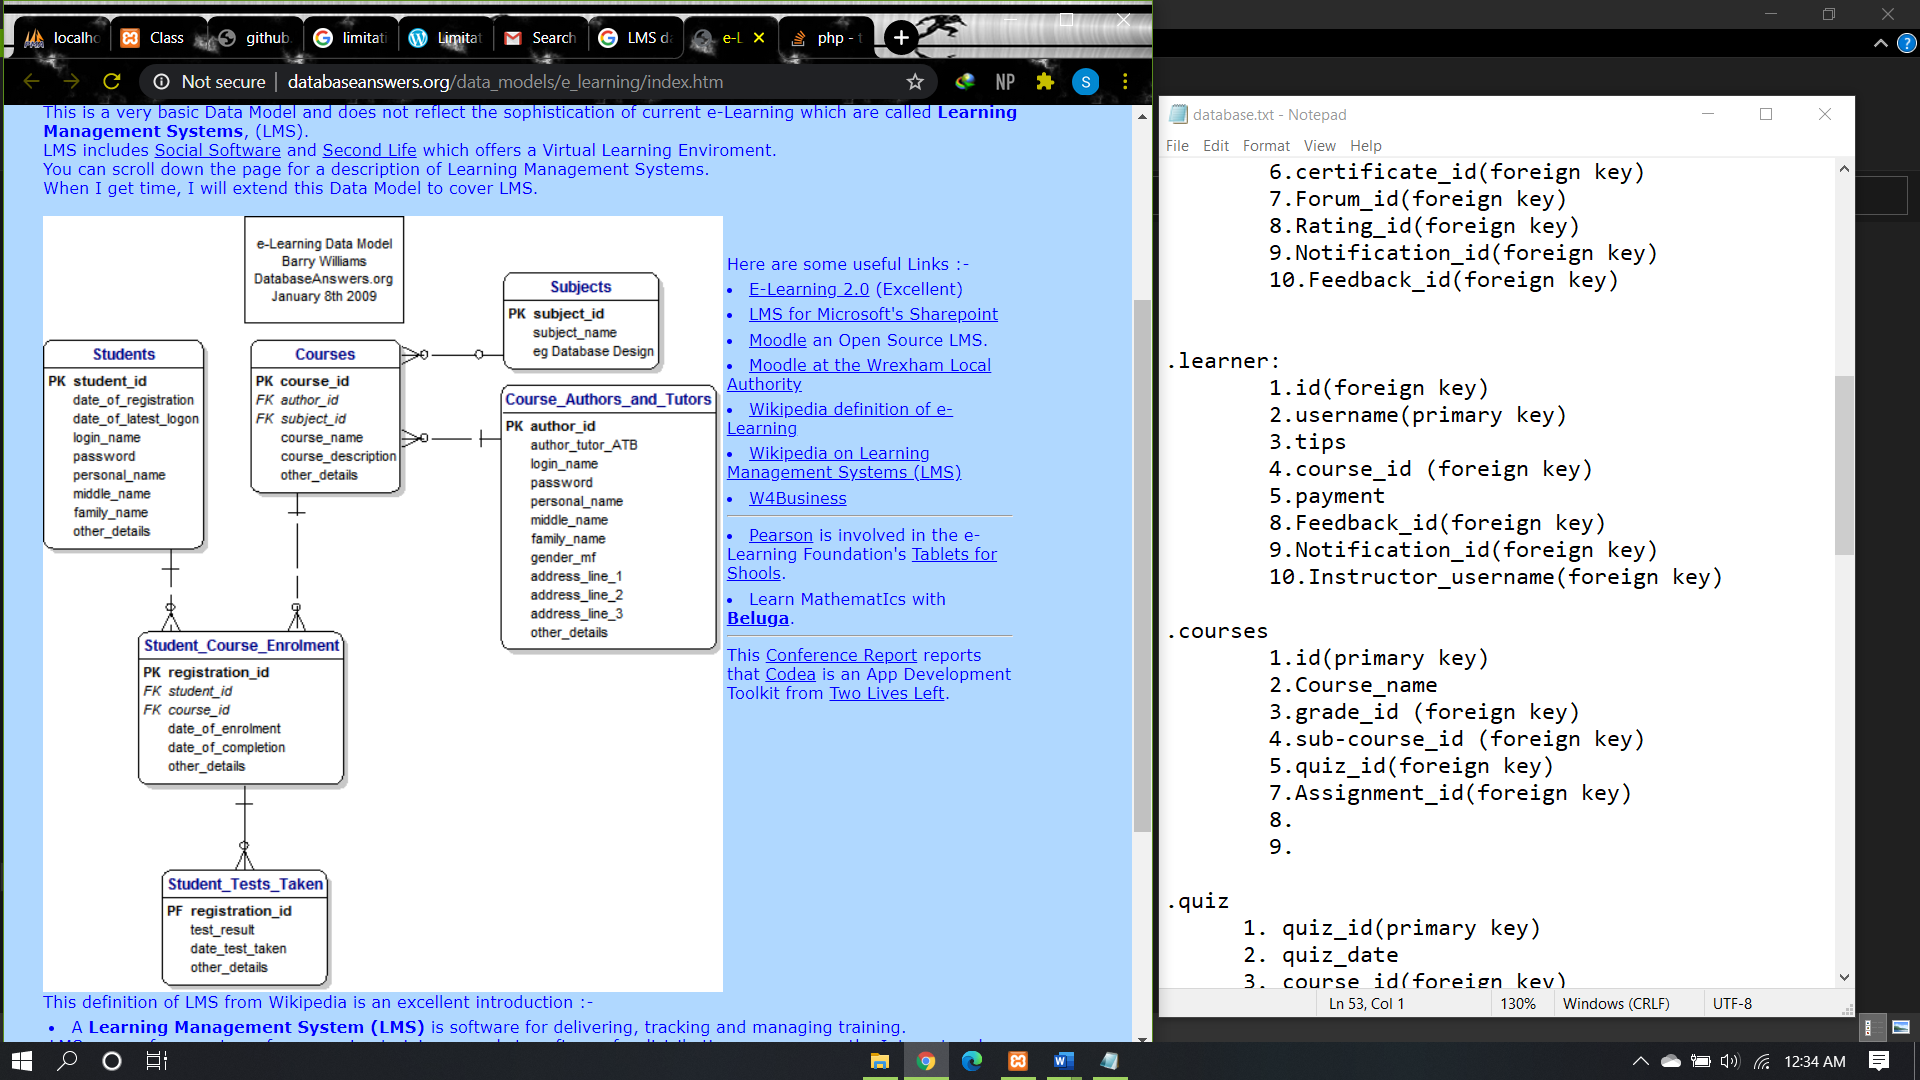 localho
Class
github.
limitati
Limitat
Search
LMS da
e-L
php - t
Not secure
databaseanswers.org/data_models/e_learning/index.htm
NP
S
This is a very basic Data Model and does not reflect the sophistication of current e-Learning which are called Learning
Management Systems, (LMS).
LMS includes Social Software and Second Life which offers a Virtual Learning Enviroment.
You can scroll down the page for a description of Learning Management Systems.
When I get time, I will extend this Data Model to cover LMS.
e-Learning Data Model
Barry Williams
DatabaseAnswers.org
January 8th 2009
Subjects
PK subject_id
subject_name
eg Database Design
Students
PK student_id
date_of_registration
date_of_latest_logon
login_name
password
personal_name
middle_name
family_name
other_details
Courses
PK course_id
FK author_id
FK subject_id
course_name
course_description
other_details
Course_Authors_and_Tutors
PK author_id
author_tutor_ATB
login_name
password
personal_name
middle_name
family_name
gender_mf
address_line_1
address_line_2
address_line_3
other_details
Student_Course_Enrolment
PK registration_id
FK student_id
FK course_id
date_of_enrolment
date_of_completion
other_details
Student_Tests_Taken
PF registration_id
test_result
date_test_taken
other_details
Here are some useful Links :-
• E-Learning 2.0 (Excellent)
• LMS for Microsoft's Sharepoint
• Moodle an Open Source LMS.
• Moodle at the Wrexham Local
Authority
• Wikipedia definition of e-
Learning
• Wikipedia on Learning
Management Systems (LMS)
• W4Business
• Pearson is involved in the e-
Learning Foundation's Tablets for
Shools.
• Learn MathematIcs with
Beluga.
This Conference Report reports
that Codea is an App Development
Toolkit from Two Lives Left.
This definition of LMS from Wikipedia is an excellent introduction :-
• A Learning Management System (LMS) is software for delivering, tracking and managing training.
database.txt - Notepad
File Edit Format View Help
6.certificate_id(foreign key)
7.Forum_id(foreign key)
8.Rating_id(foreign key)
9.Notification_id(foreign key)
10.Feedback_id(foreign key)
.learner:
1.id(foreign key)
2.username(primary key)
3.tips
4.course_id (foreign key)
5.payment
8.Feedback_id(foreign key)
9.Notification_id(foreign key)
10.Instructor_username(foreign key)
.courses
1.id(primary key)
2.Course_name
3.grade_id (foreign key)
4.sub-course_id (foreign key)
5.quiz_id(foreign key)
7.Assignment_id(foreign key)
8.
9.
.quiz
1. quiz_id(primary key)
2. quiz_date
3. course_id(foreign key)
Ln 53, Col 1
130%
Windows (CRLF)
UTF-8
12:34 AM